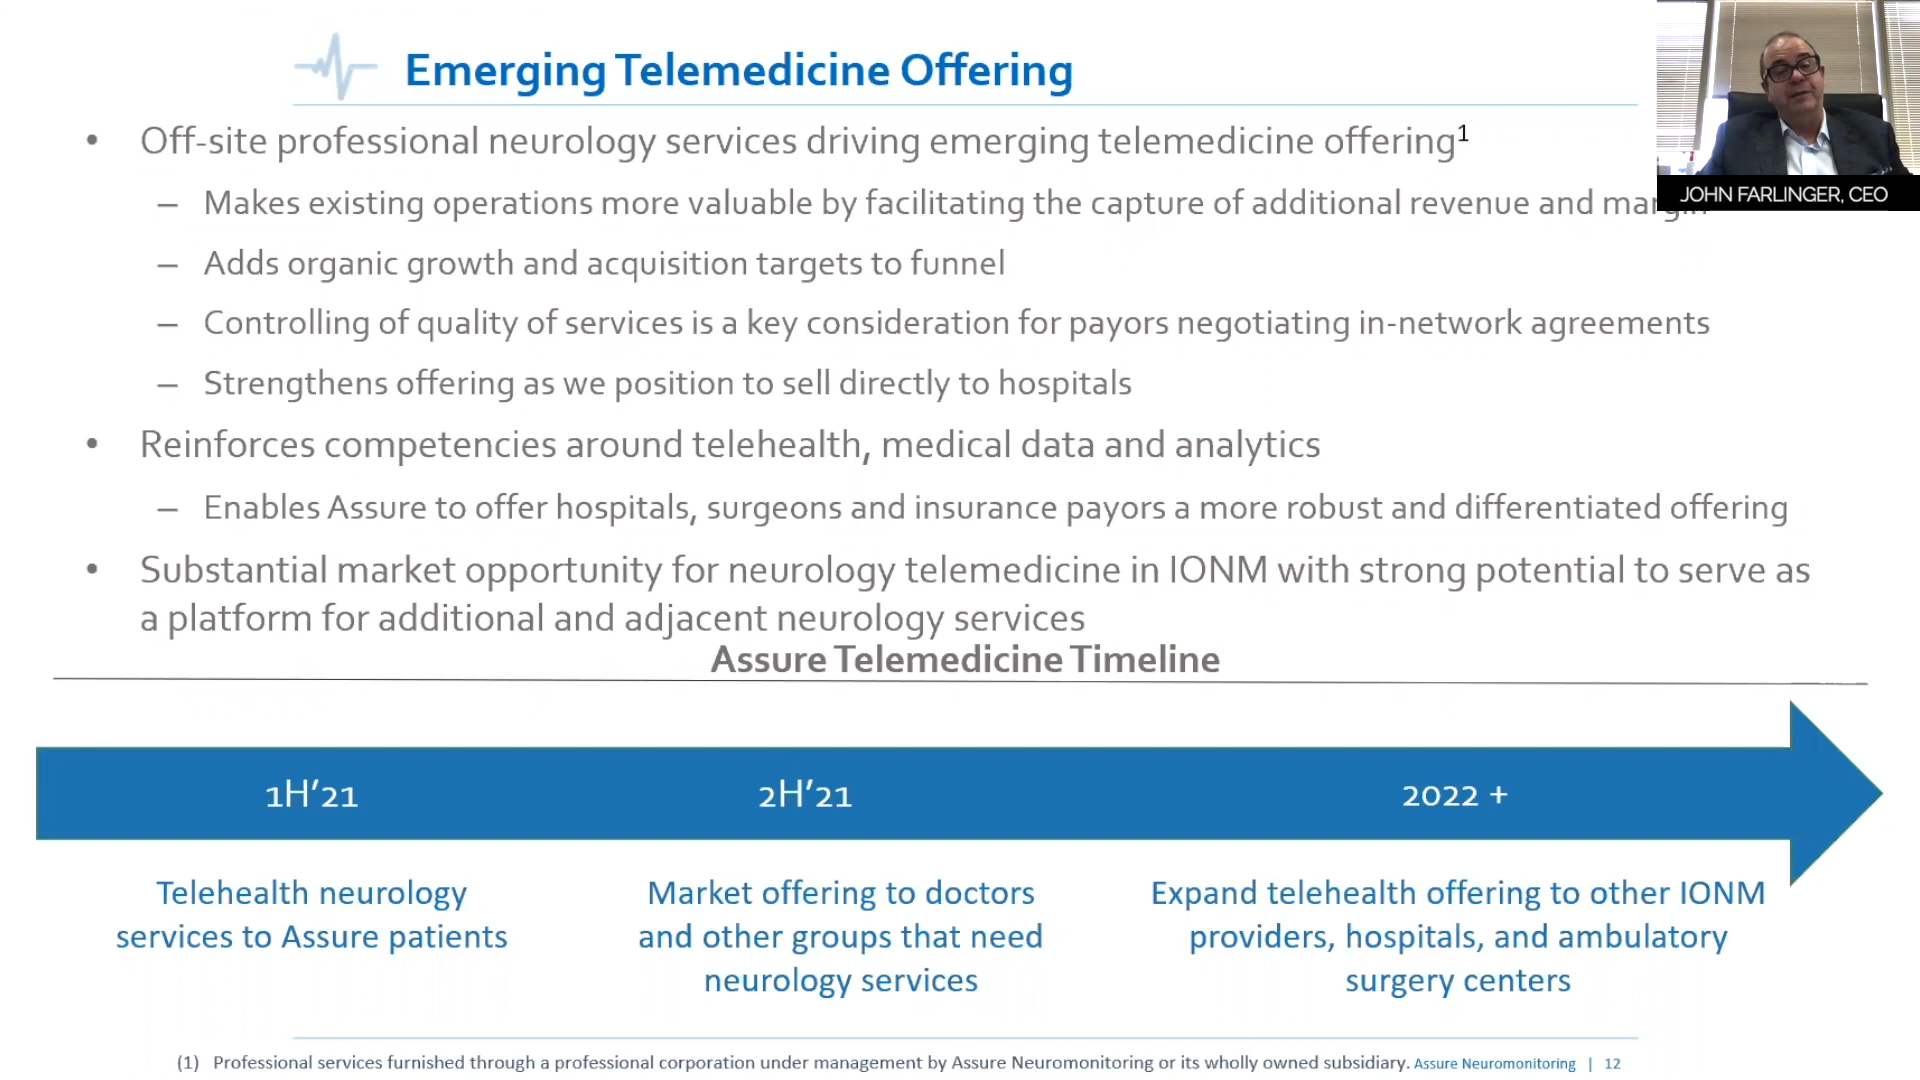 Emerging Telemedicine Offering
• Off-site professional neurology services driving emerging telemedicine offering¹
– Makes existing operations more valuable by facilitating the capture of additional revenue and margin
– Adds organic growth and acquisition targets to funnel
– Controlling of quality of services is a key consideration for payors negotiating in-network agreements
– Strengthens offering as we position to sell directly to hospitals
• Reinforces competencies around telehealth, medical data and analytics
– Enables Assure to offer hospitals, surgeons and insurance payors a more robust and differentiated offering
• Substantial market opportunity for neurology telemedicine in IONM with strong potential to serve as
a platform for additional and adjacent neurology services
JOHN FARLINGER, CEO
Assure Telemedicine Timeline
1H'21
2H'21
2022 +
Telehealth neurology
services to Assure patients
Market offering to doctors
and other groups that need
neurology services
Expand telehealth offering to other IONM
providers, hospitals, and ambulatory
surgery centers
(1) Professional services furnished through a professional corporation under management by Assure Neuromonitoring or its wholly owned subsidiary.
Assure Neuromonitoring | 12